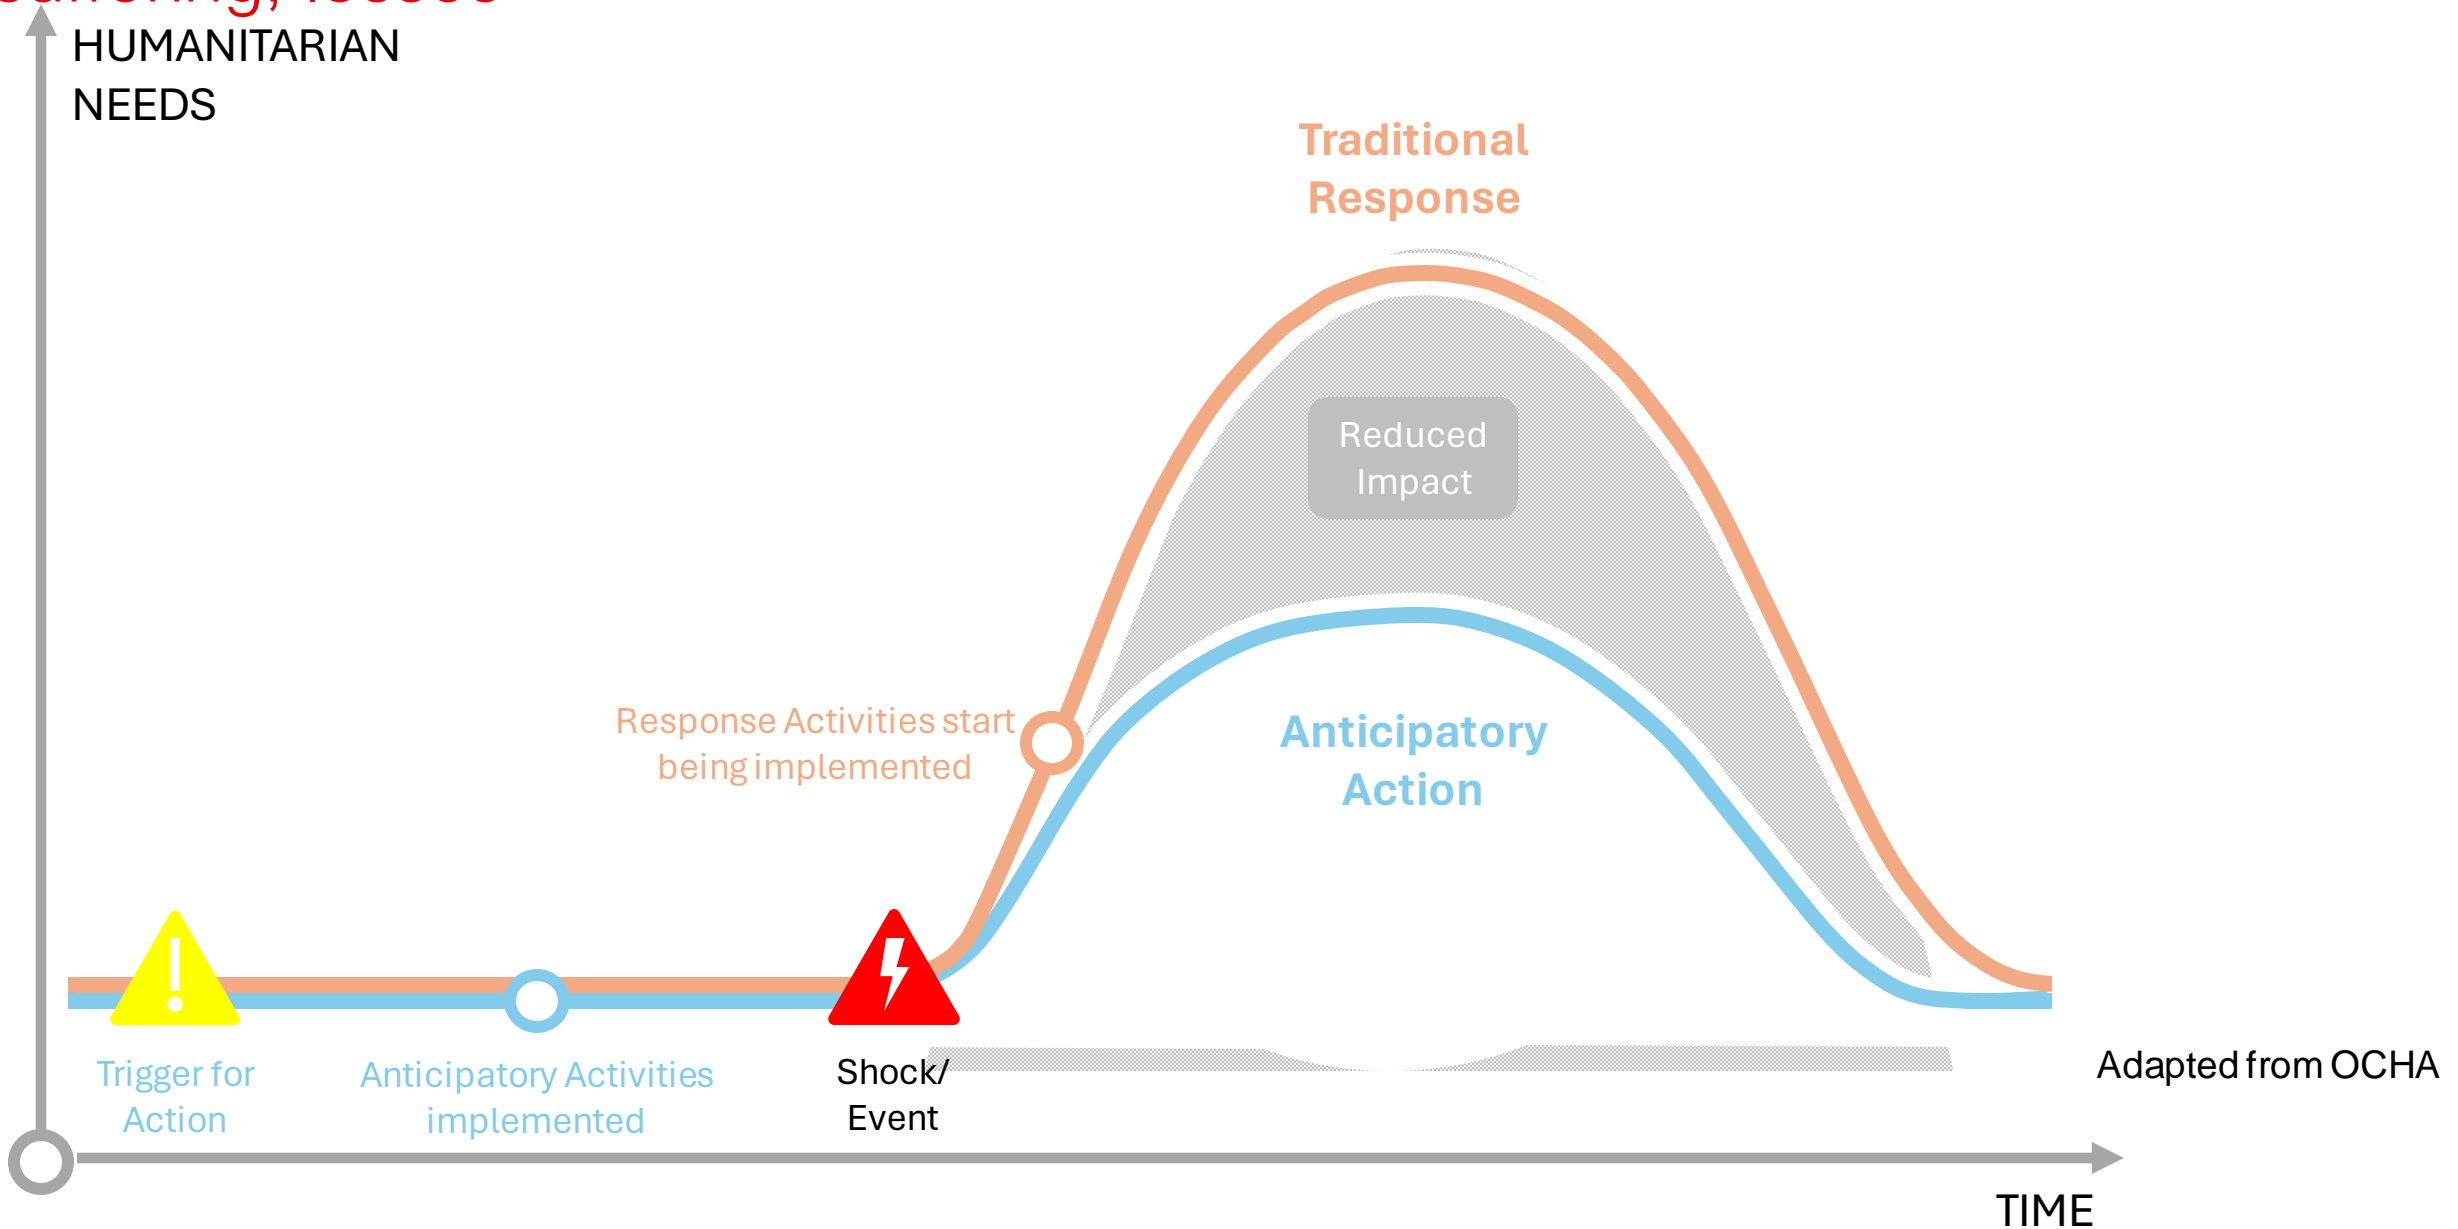 HUMANITARIAN
NEEDS
Traditional
Response
Reduced
Impact
Response Activities start
being implemented
Anticipatory
Action
Trigger for
Action
Anticipatory Activities
implemented
Shock/
Event
Adapted from OCHA
TIME